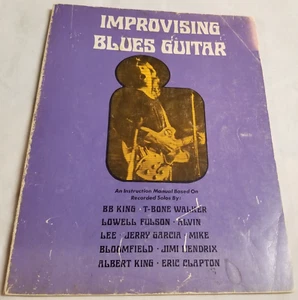 IMPROVISING
BLUES GUITAR
An Instruction Manual Based On
Recorded Solos By:
BB KING · T-BONE WALKER
LOWELL FULSON · ALVIN
LEE · JERRY GARCIA · MIKE
BLOOMFIELD · JIMI HENDRIX
ALBERT KING · ERIC CLAPTON